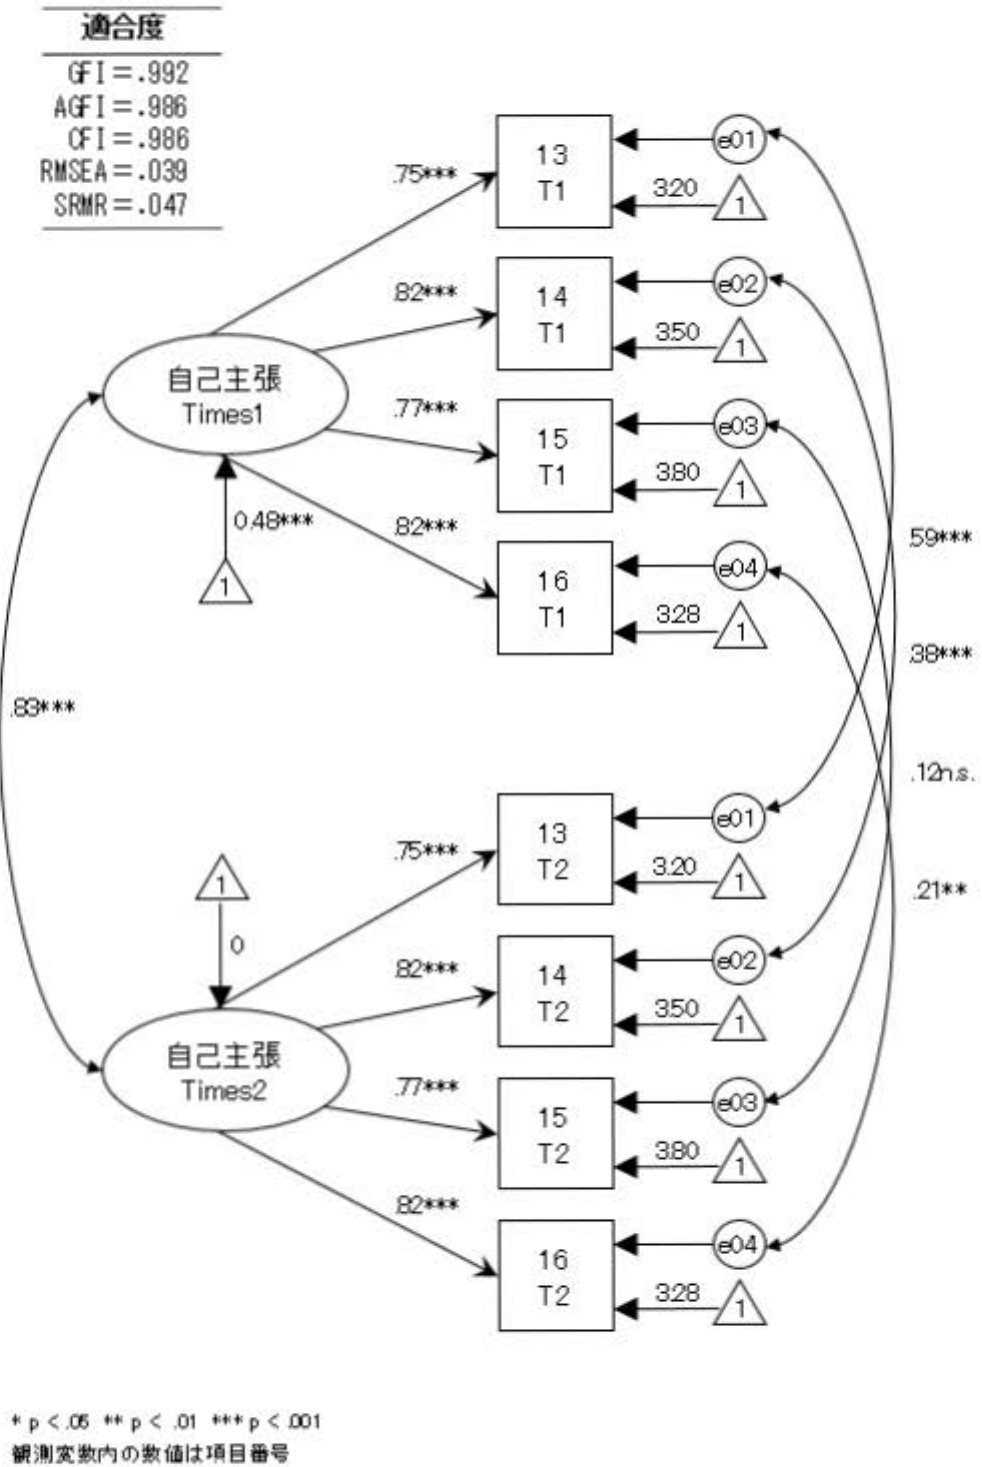 適合度
GFI=.992
AGFI=.986
CFI=.986
RMSEA=.039
SRMR=.047
13
T1
.75***
e01
3.20
1
14
T1
.82***
e02
3.50
1
自己主張
Times1
15
T1
.77***
e03
3.80
1
0.48***
1
16
T1
.82***
e04
3.28
1
.59***
.38***
.83***
.12n.s.
.21**
13
T2
.75***
e01
3.20
1
1
0
14
T2
.82***
e02
3.50
1
自己主張
Times2
15
T2
.77***
e03
3.80
1
16
T2
.82***
e04
3.28
1
* p <.05 ** p < .01 *** p <.001
観測変数内の数値は項目番号